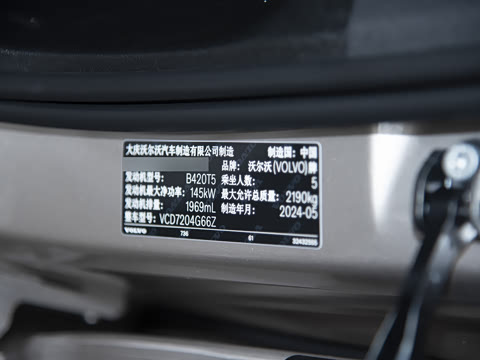 大庆沃尔沃汽车制造有限公司制造 制造国：中国
品牌：沃尔沃(VOLVO)牌
发动机型号：B420T5 乘坐人数：5
发动机最大净功率：145kW 最大允许总质量：2190kg
发动机排量：1969mL 制造年月：2024-05
整车型号：VCD7204G66Z
VOLVO 736 61